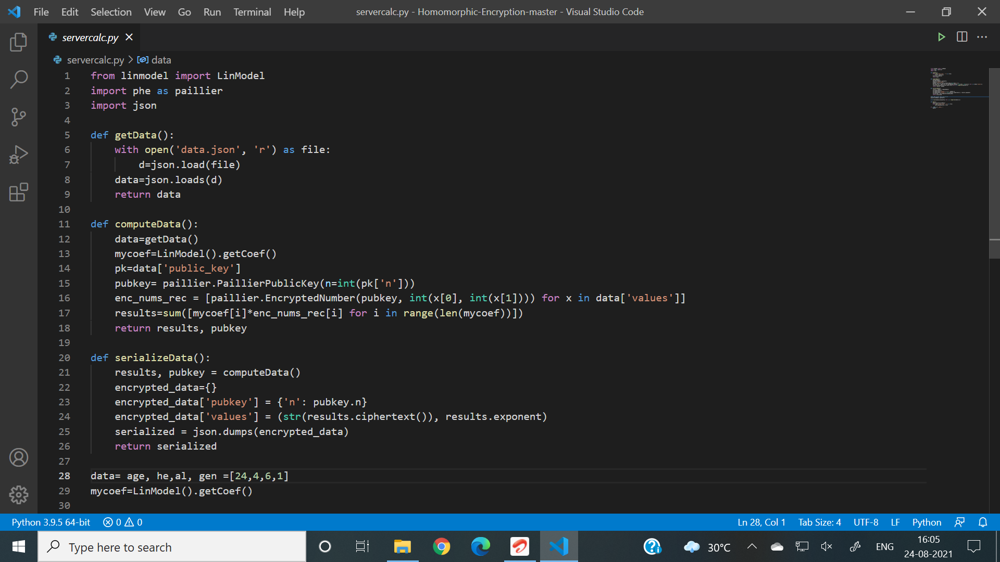 File Edit Selection View Go Run Terminal Help servercalc.py - Homomorphic-Encryption-master - Visual Studio Code
servercalc.py
servercalc.py > data
1 from linmodel import LinModel
2 import phe as paillier
3 import json
4
5 def getData():
6 with open('data.json', 'r') as file:
7 d=json.load(file)
8 data=json.loads(d)
9 return data
10
11 def computeData():
12 data=getData()
13 mycoef=LinModel().getCoef()
14 pk=data['public_key']
15 pubkey= paillier.PaillierPublicKey(n=int(pk['n']))
16 enc_nums_rec = [paillier.EncryptedNumber(pubkey, int(x[0], int(x[1]))) for x in data['values']]
17 results=sum([mycoef[i]*enc_nums_rec[i] for i in range(len(mycoef))])
18 return results, pubkey
19
20 def serializeData():
21 results, pubkey = computeData()
22 encrypted_data={}
23 encrypted_data['pubkey'] = {'n': pubkey.n}
24 encrypted_data['values'] = (str(results.ciphertext()), results.exponent)
25 serialized = json.dumps(encrypted_data)
26 return serialized
27
28 data= age, he,al, gen =[24,4,6,1]
29 mycoef=LinModel().getCoef()
30
Python 3.9.5 64-bit 0 0 Ln 28, Col 1 Tab Size: 4 UTF-8 LF Python
Type here to search 30°C ENG 16:05
24-08-2021